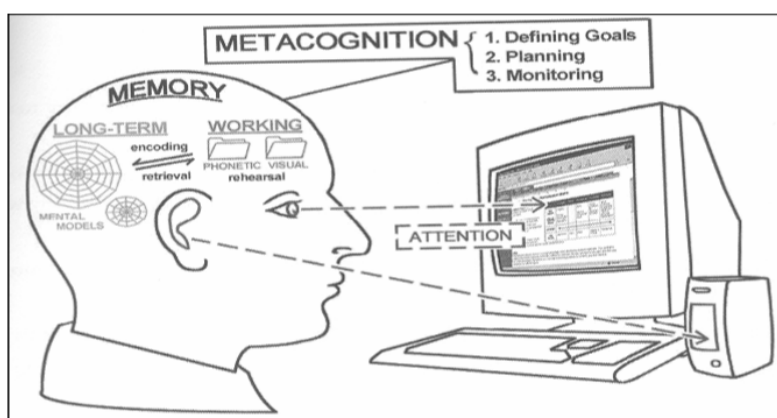 METACOGNITION
1. Defining Goals
2. Planning
3. Monitoring
MEMORY
LONG-TERM
WORKING
encoding
retrieval
PHONETIC VISUAL
rehearsal
MENTAL
MODELS
ATTENTION